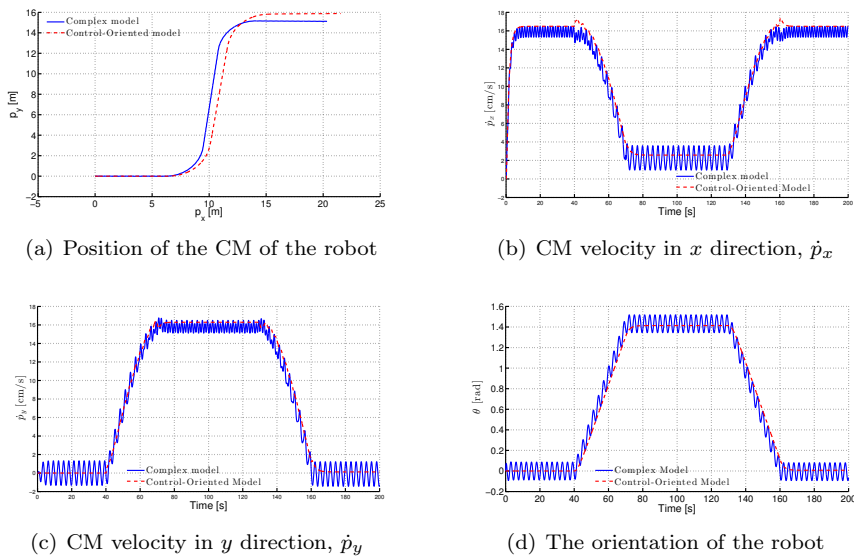 16
14
12
10
8
6
4
2
0
−2
p_y [m]
−5 0 5 10 15 20 25
p_x [m]
Complex model
Control-Oriented model
(a) Position of the CM of the robot
18
16
14
12
10
8
6
4
2
0
ṗ_x [cm/s]
0 20 40 60 80 100 120 140 160 180 200
Time [s]
Complex model
Control-Oriented Model
(b) CM velocity in x direction, ṗ_x
18
16
14
12
10
8
6
4
2
0
−2
ṗ_y [cm/s]
0 20 40 60 80 100 120 140 160 180 200
Time [s]
Complex model
Control-Oriented Model
(c) CM velocity in y direction, ṗ_y
1.6
1.4
1.2
1
0.8
0.6
0.4
0.2
0
−0.2
θ [rad]
0 20 40 60 80 100 120 140 160 180 200
Time [s]
Complex Model
Control-Oriented Model
(d) The orientation of the robot